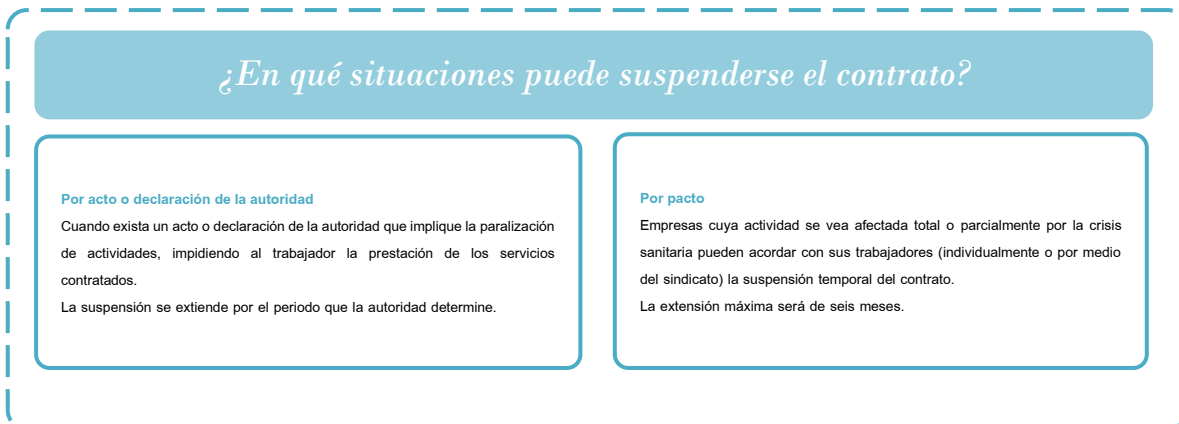 ¿En qué situaciones puede suspenderse el contrato?
Por acto o declaración de la autoridad
Cuando exista un acto o declaración de la autoridad que implique la paralización
de actividades, impidiendo al trabajador la prestación de los servicios
contratados.
La suspensión se extiende por el periodo que la autoridad determine.
Por pacto
Empresas cuya actividad se vea afectada total o parcialmente por la crisis
sanitaria pueden acordar con sus trabajadores (individualmente o por medio
del sindicato) la suspensión temporal del contrato.
La extensión máxima será de seis meses.